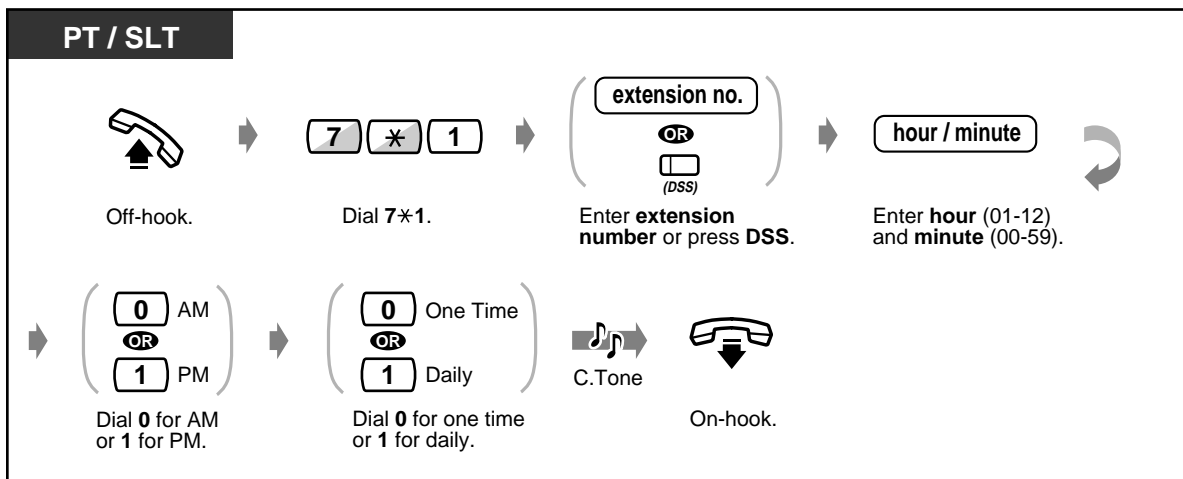 PT / SLT
extension no.
OR
(DSS)
7 ✳ 1
hour / minute
Off-hook.
Dial 7✳1.
Enter extension
number or press DSS.
Enter hour (01-12)
and minute (00-59).
0 AM
OR
1 PM
0 One Time
OR
1 Daily
C.Tone
Dial 0 for AM
or 1 for PM.
Dial 0 for one time
or 1 for daily.
On-hook.